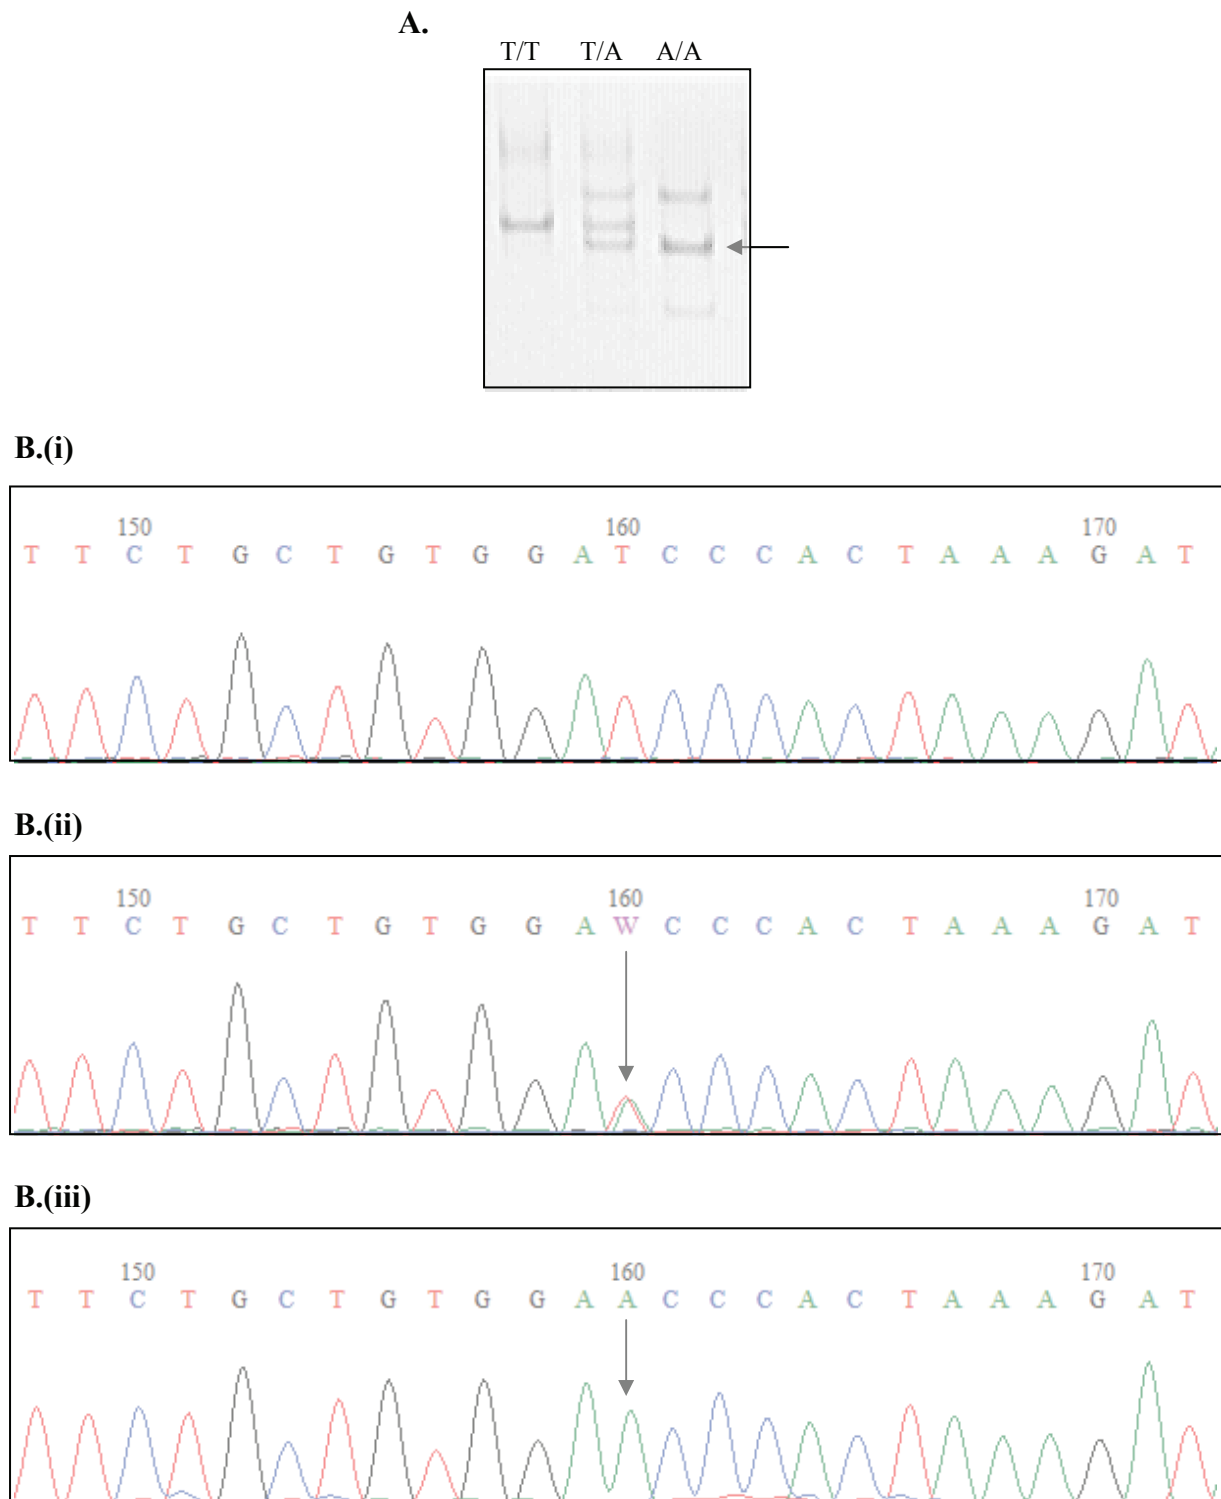 A.
T/T T/A A/A
B.(i)
150 160 170
T T C T G C T G T G G A T C C C A C T A A A G A T
B.(ii)
150 160 170
T T C T G C T G T G G A W C C C A C T A A A G A T
B.(iii)
150 160 170
T T C T G C T G T G G A A C C C A C T A A A G A T